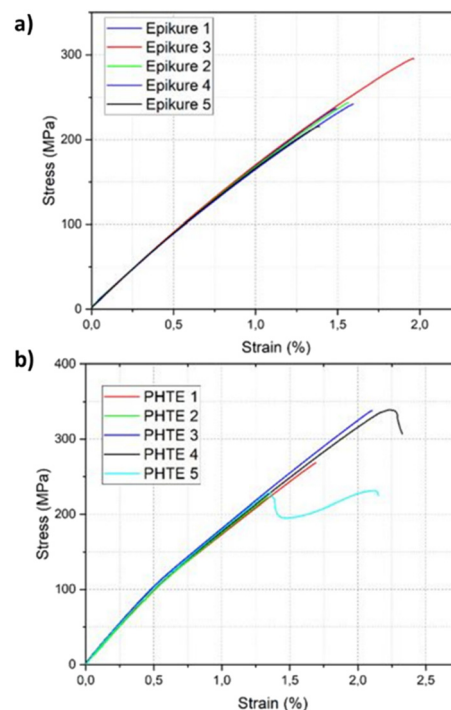 a)
300
200
100
0
Stress (MPa)
Epikure 1
Epikure 3
Epikure 2
Epikure 4
Epikure 5
0,0 0,5 1,0 1,5 2,0
Strain (%)
b)
400
300
200
100
0
Stress (MPa)
PHTE 1
PHTE 2
PHTE 3
PHTE 4
PHTE 5
0,0 0,5 1,0 1,5 2,0 2,5
Strain (%)